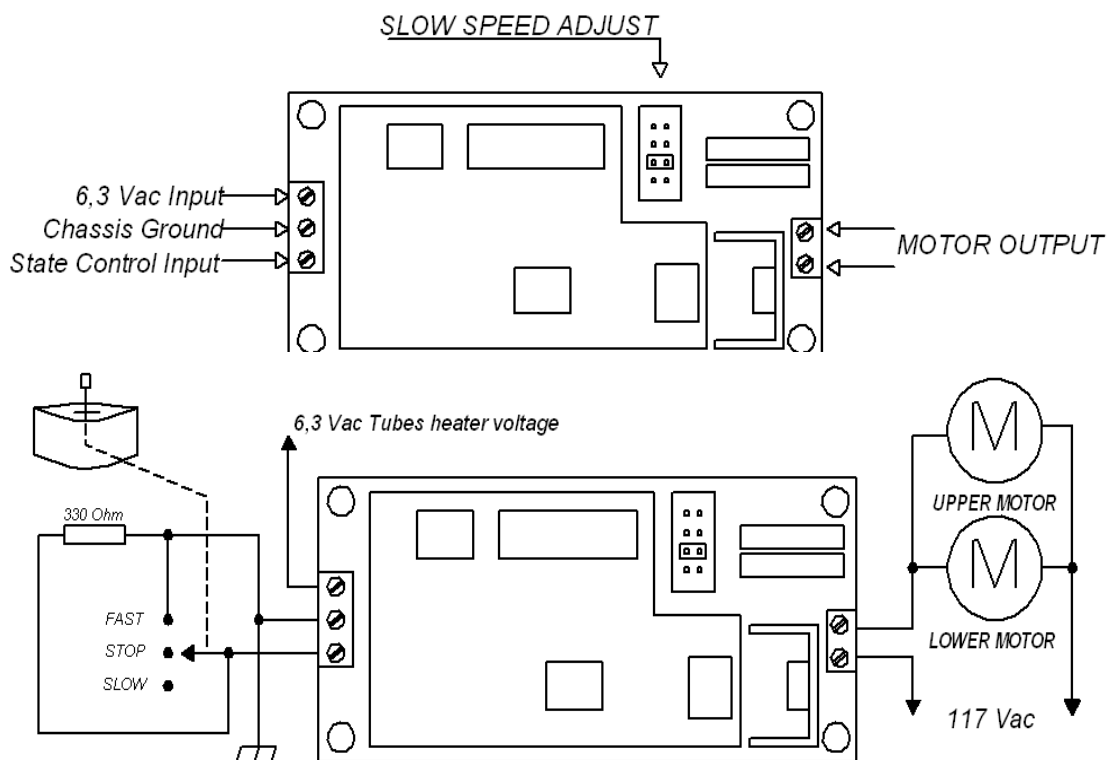 SLOW SPEED ADJUST
6,3 Vac Input
Chassis Ground
State Control Input
MOTOR OUTPUT
6,3 Vac Tubes heater voltage
330 Ohm
FAST
STOP
SLOW
M
UPPER MOTOR
M
LOWER MOTOR
117 Vac